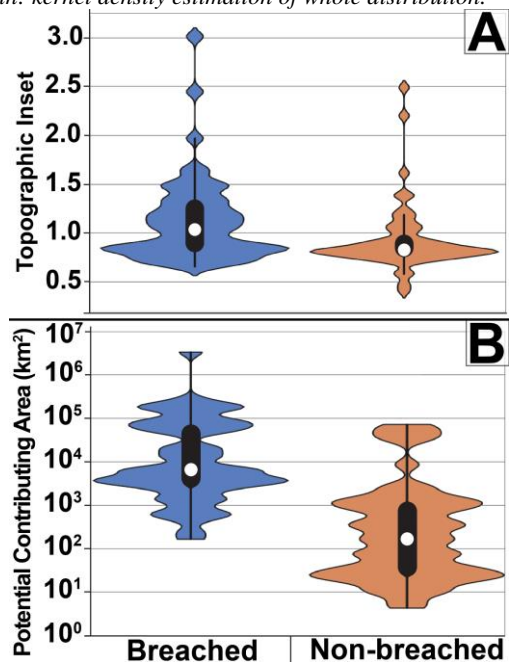 an: kernel density estimation of whole distribution.
A
3.0
2.5
2.0
1.5
1.0
0.5
Topographic Inset
B
10⁷
10⁶
10⁵
10⁴
10³
10²
10¹
10⁰
Potential Contributing Area (km²)
Breached
Non-breached